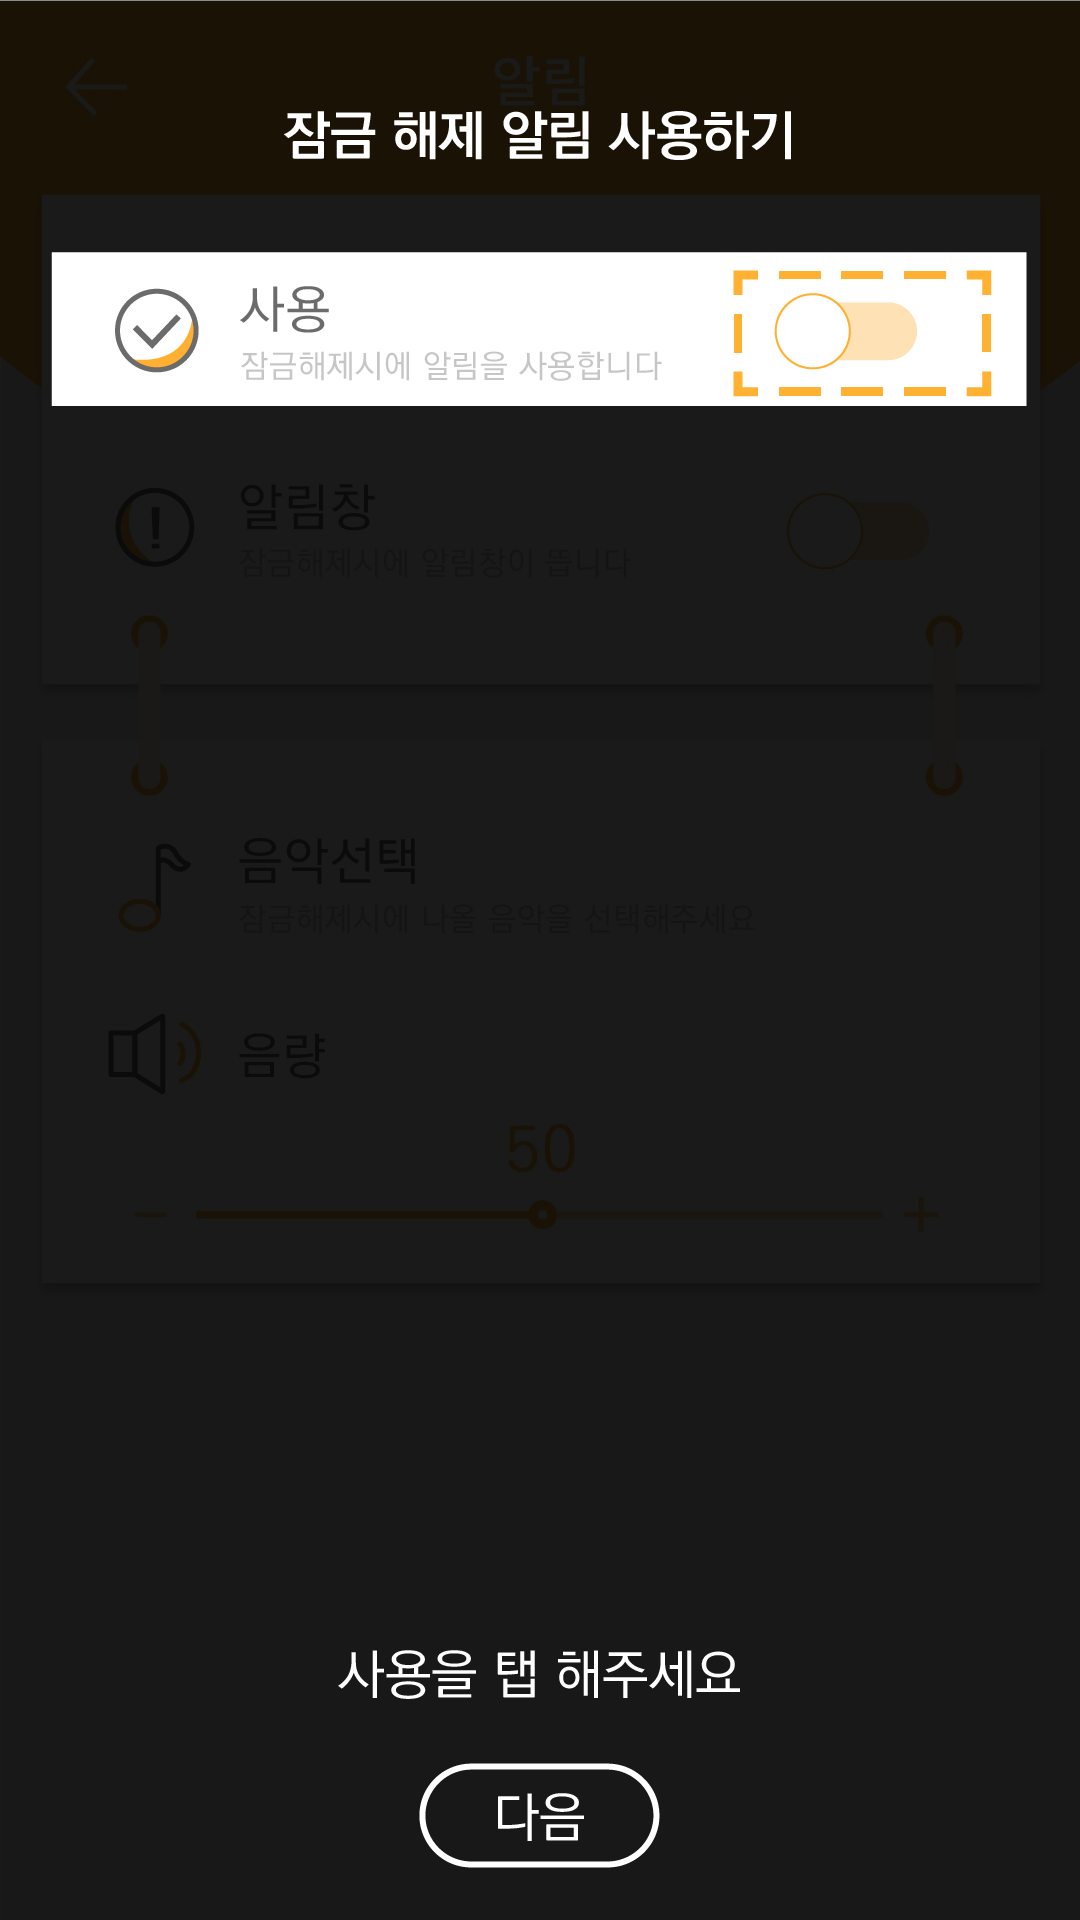 알림
잠금 해제 알림 사용하기
사용
잠금해제시에 알림을 사용합니다
알림창
잠금해제시에 알림창이 뜹니다
음악선택
잠금해제시에 나올 음악을 선택해주세요
음량
50
사용을 탭 해주세요
다음